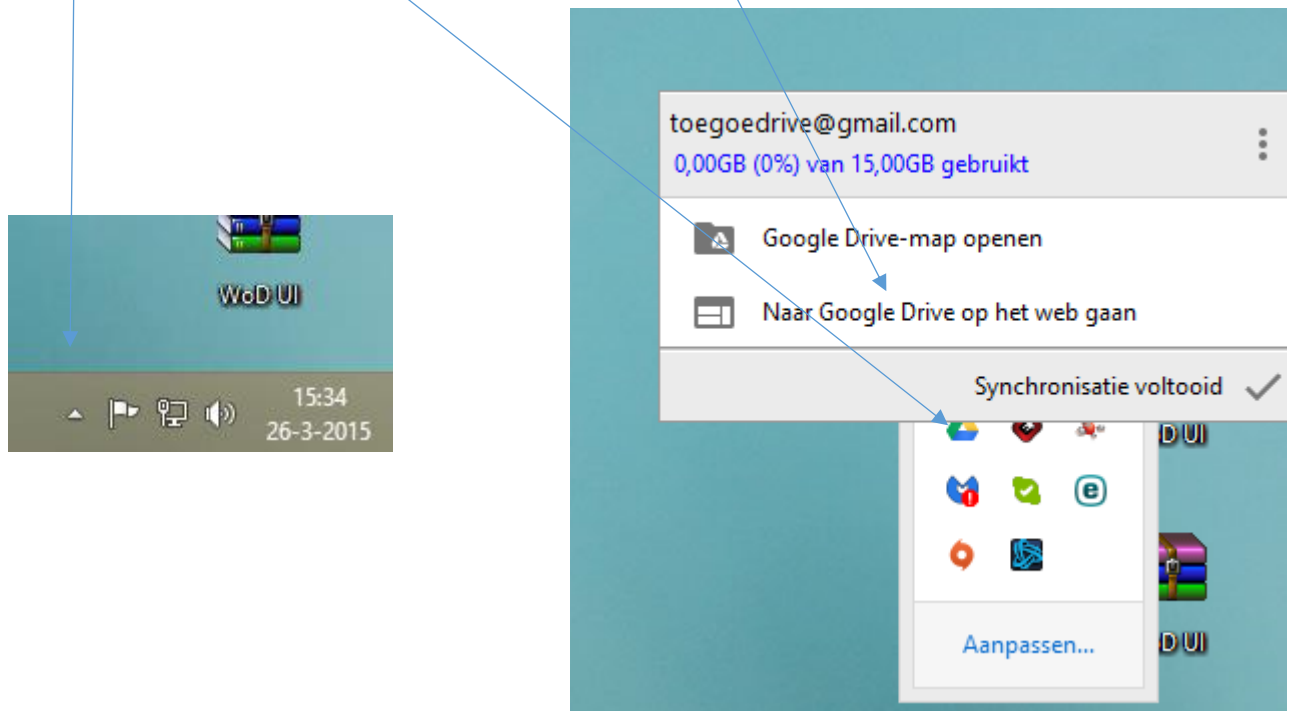 WoD UI
15:34
26-3-2015
toegoedrive@gmail.com
0,00GB (0%) van 15,00GB gebruikt
Google Drive-map openen
Naar Google Drive op het web gaan
Synchronisatie voltooid
D UI
Aanpassen...
D UI